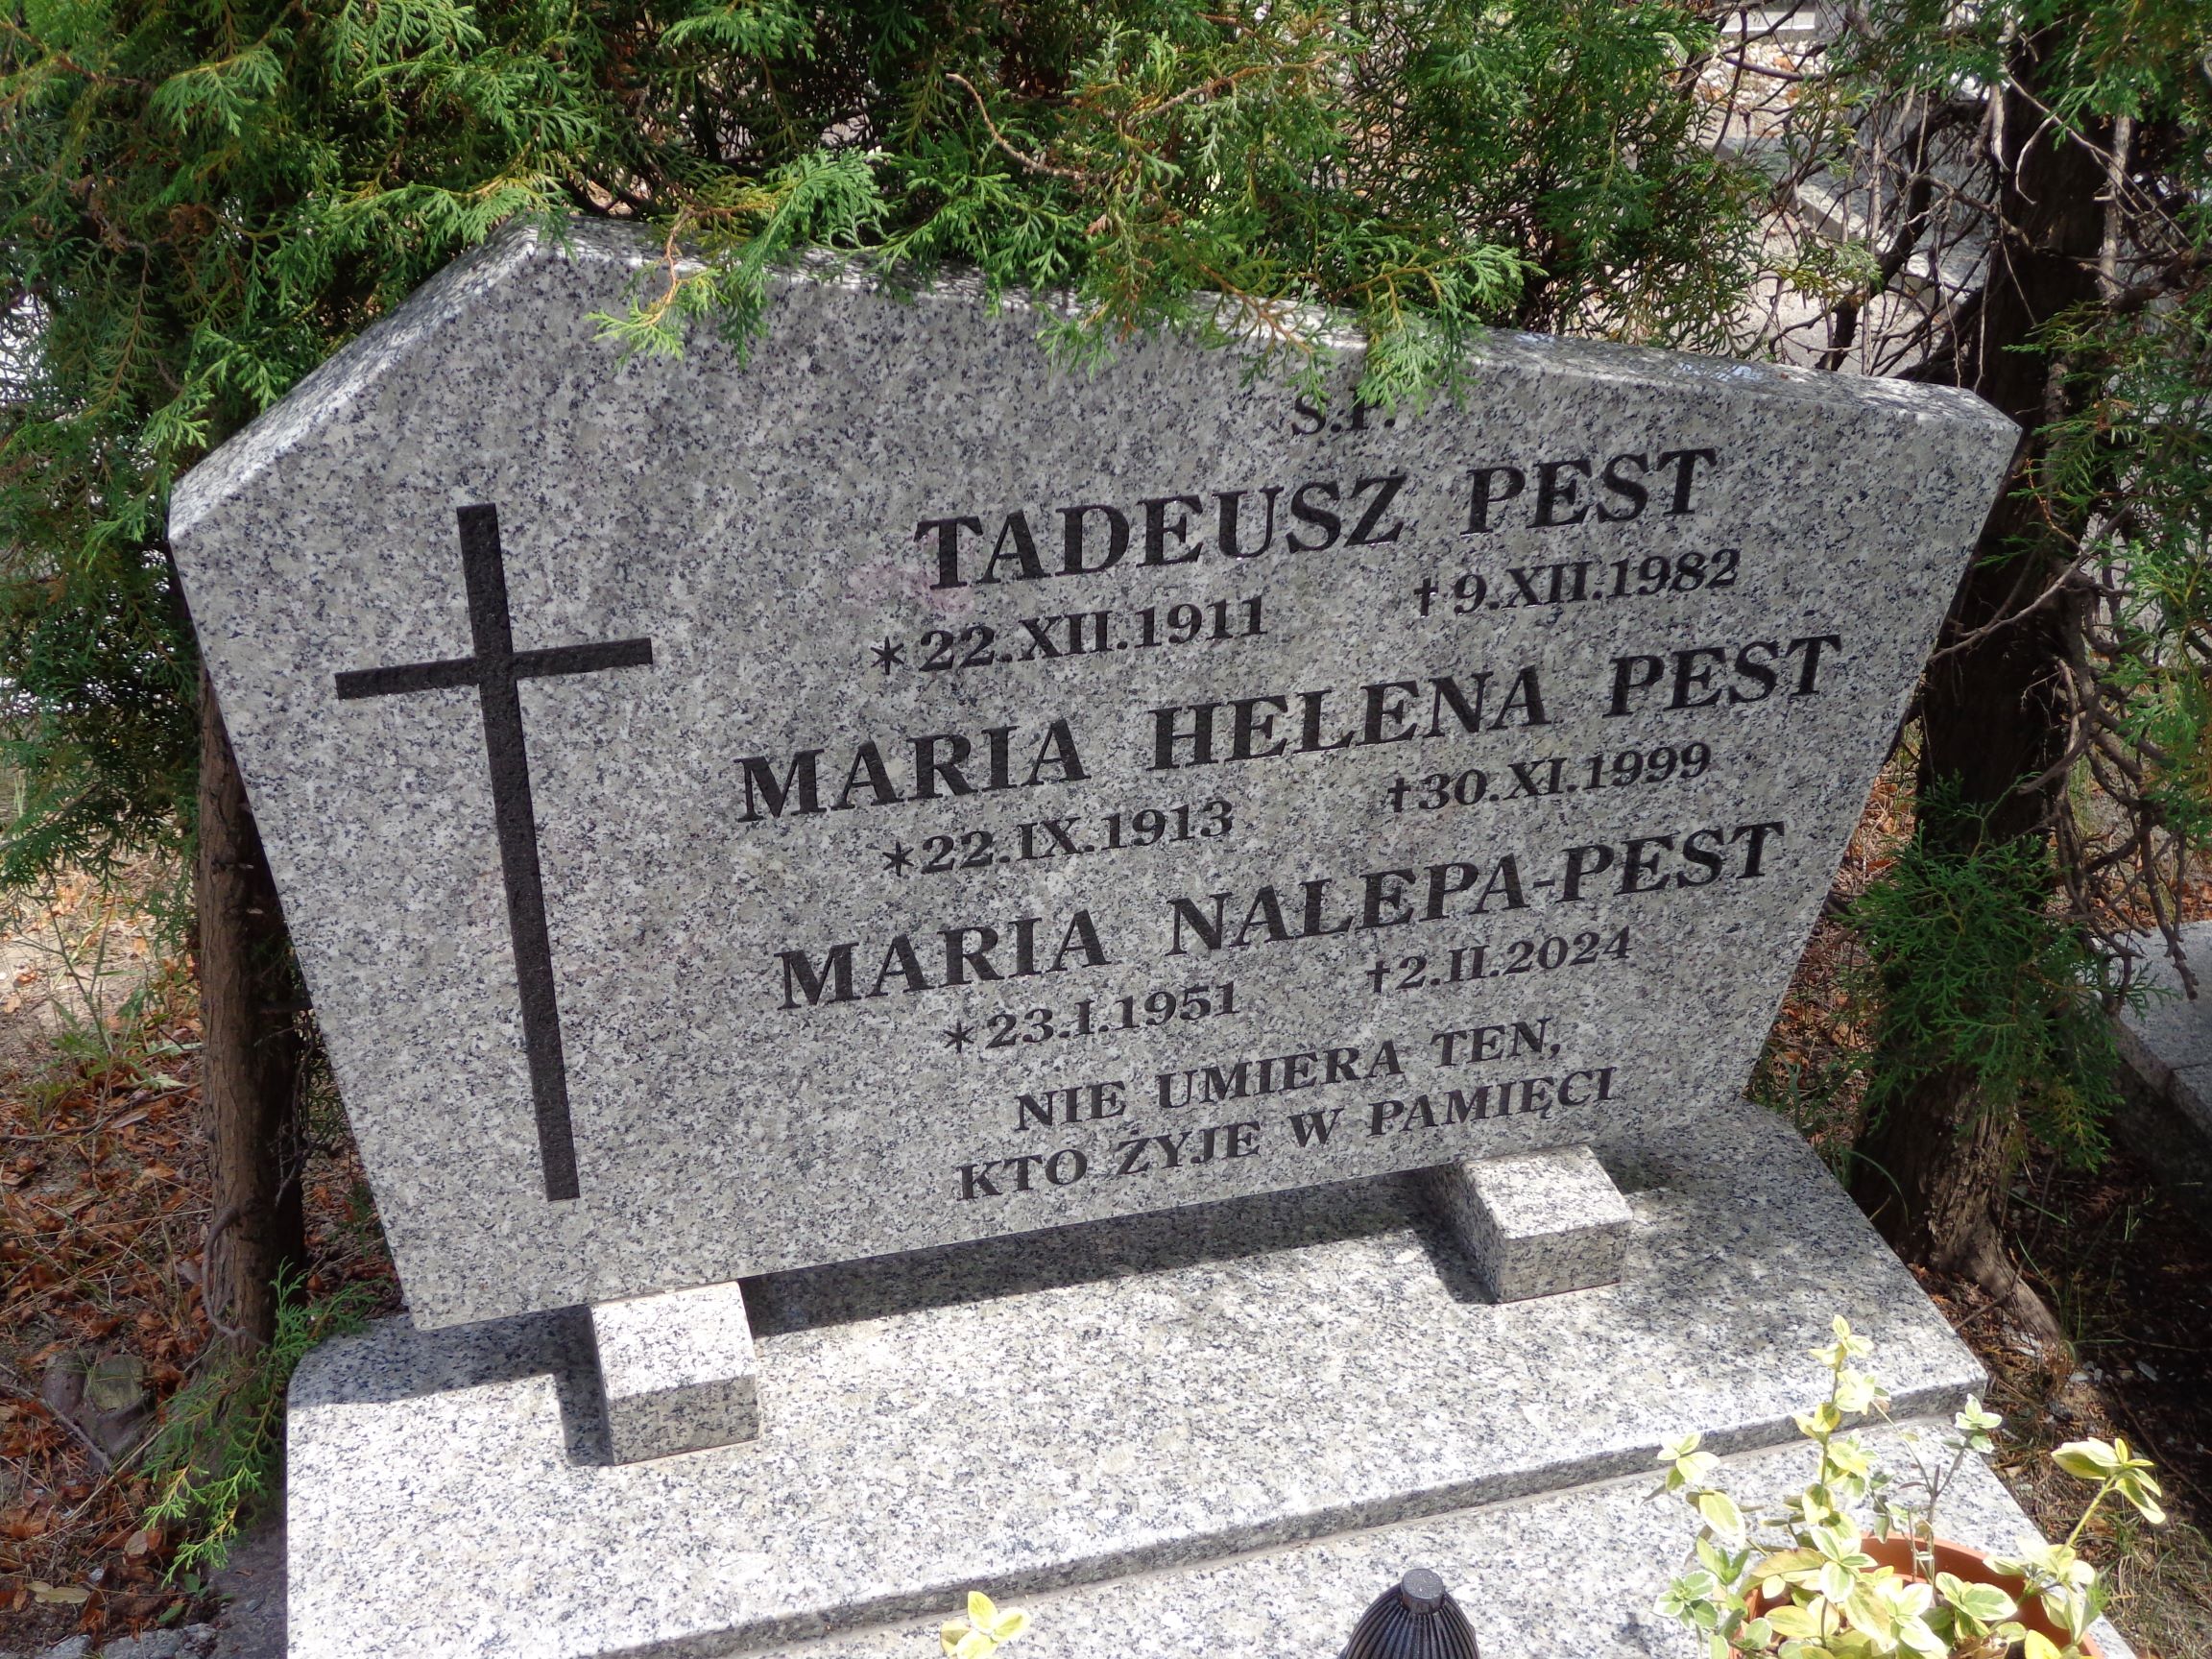 Ś.P.
TADEUSZ PEST
*22.XII.1911 †9.XII.1982
MARIA HELENA PEST
*22.IX.1913 †30.XI.1999
MARIA NALEPA-PEST
*23.I.1951 †2.II.2024
NIE UMIERA TEN,
KTO ŻYJE W PAMIĘCI